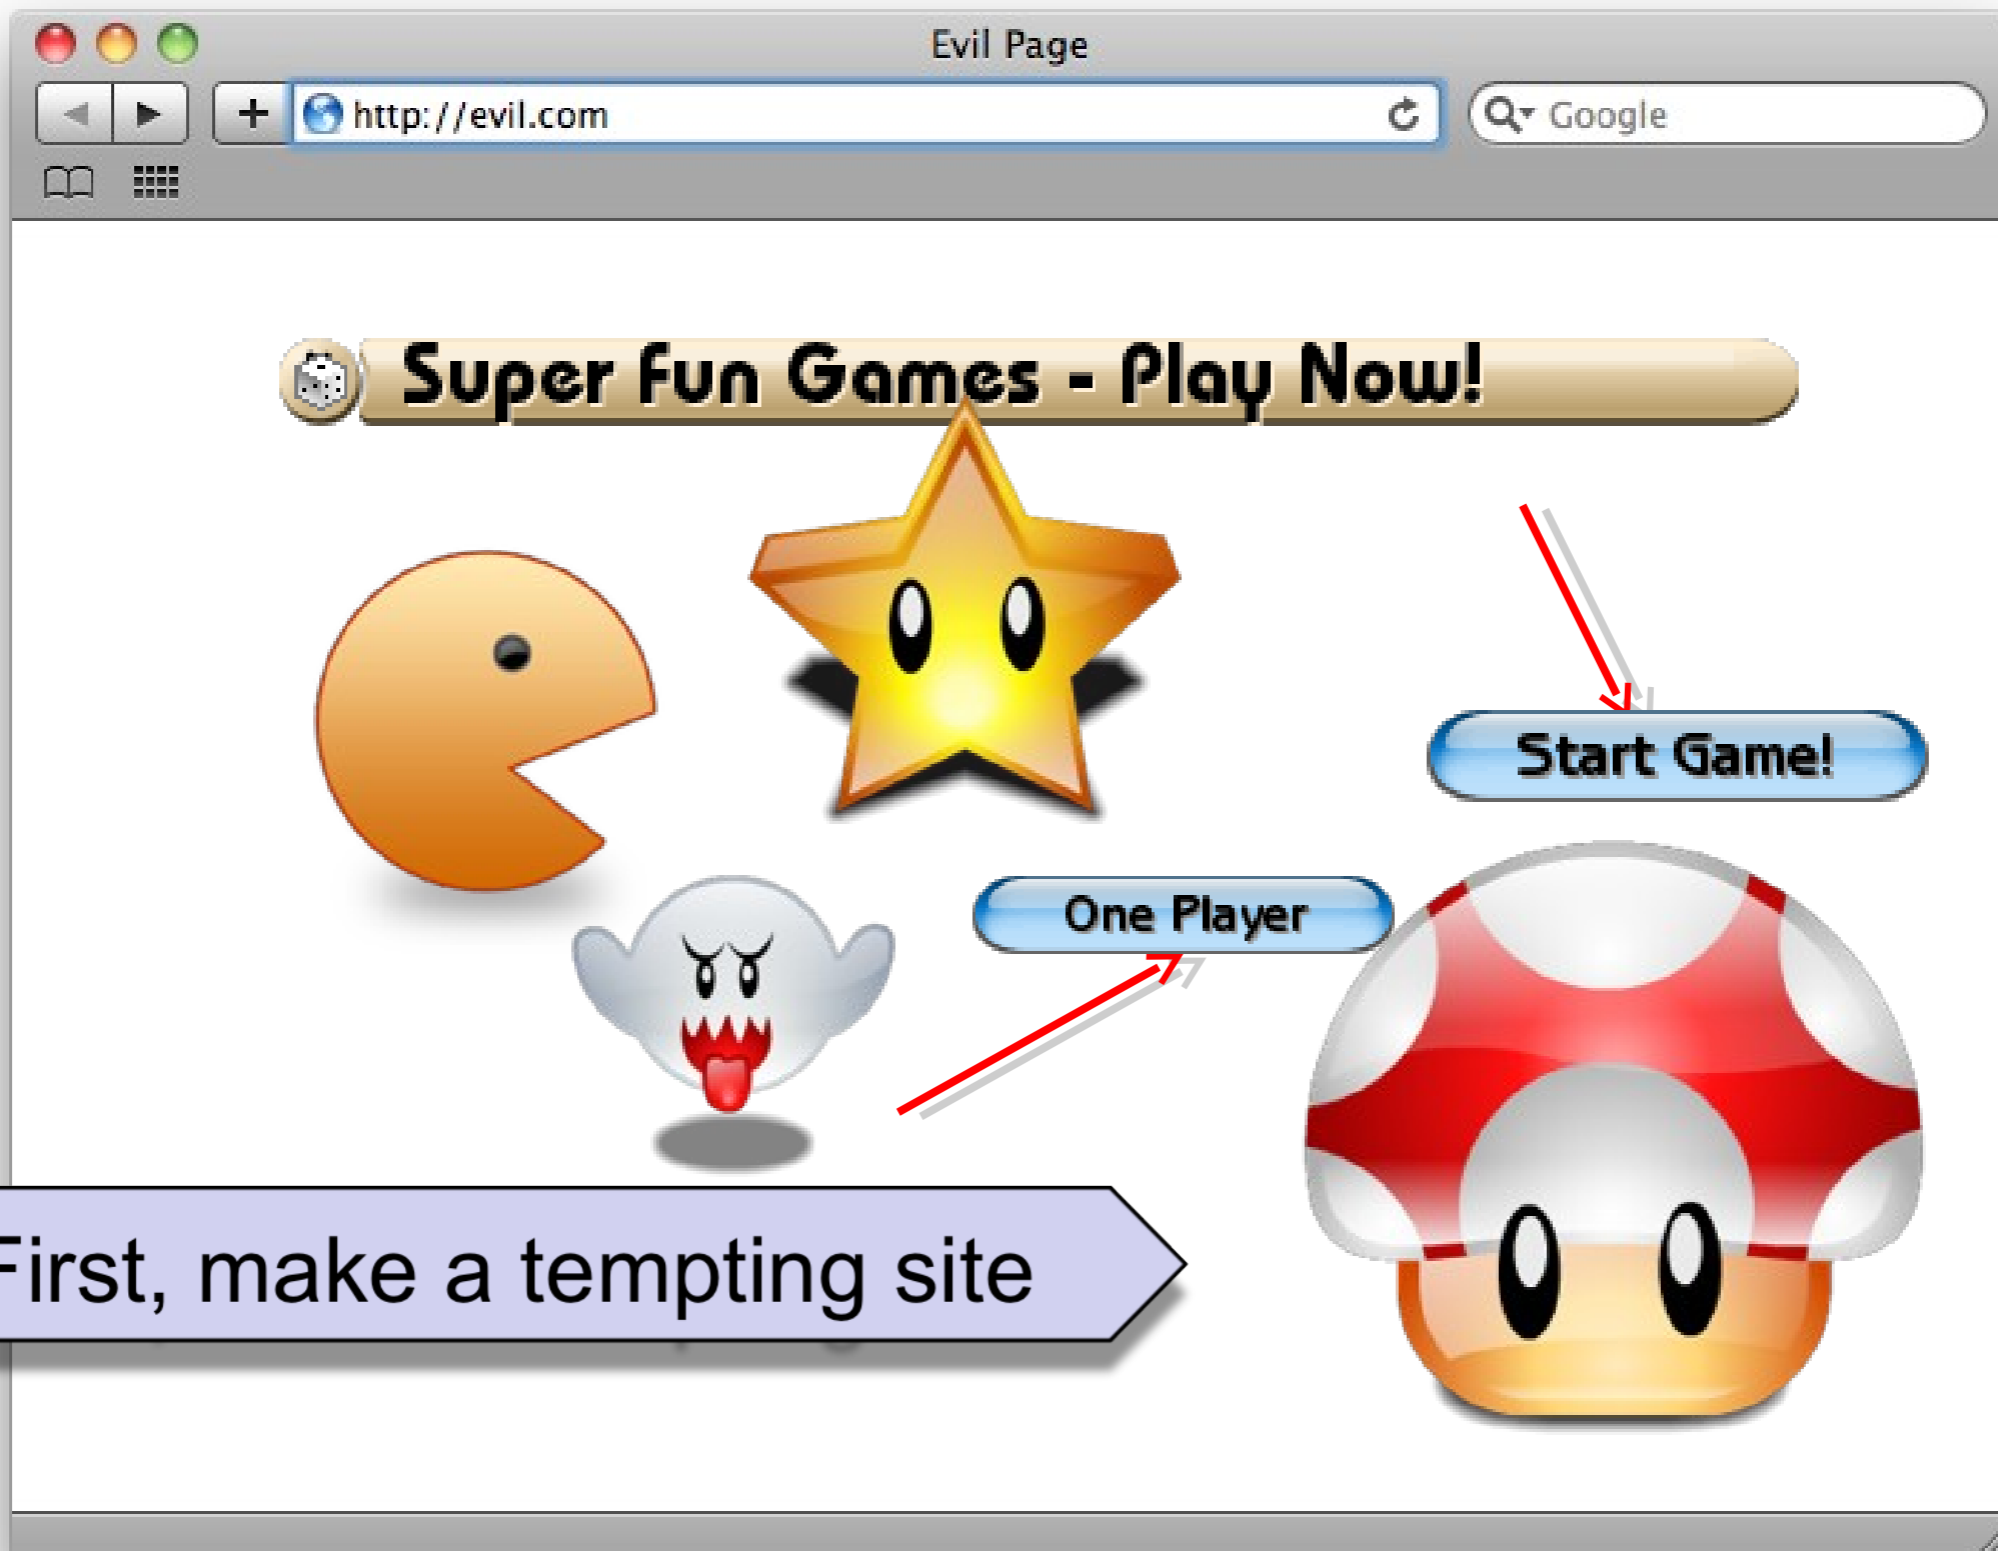 Evil Page
http://evil.com
Google
Super Fun Games - Play Now!
Start Game!
One Player
First, make a tempting site